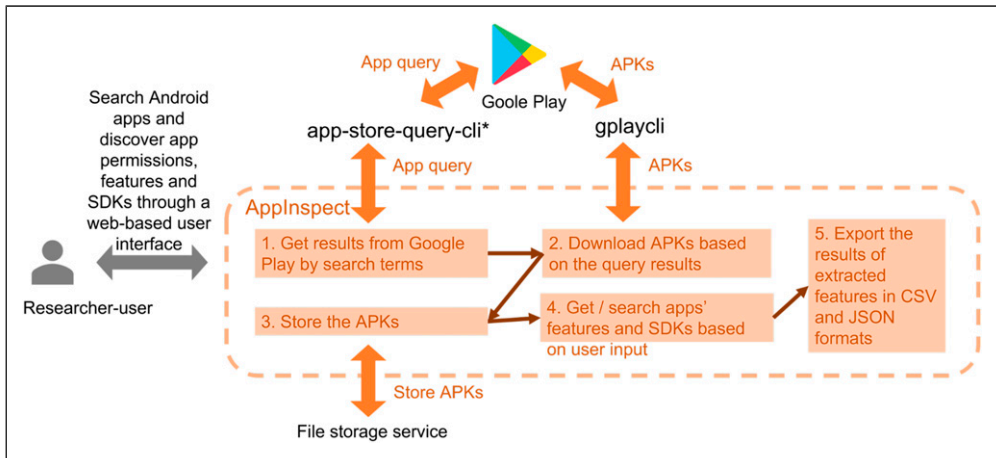 App query
APKs
Goole Play
Search Android
apps and
discover app
permissions,
features and
SDKs through a
web-based user
interface
app-store-query-cli*
gplaycli
App query
APKs
AppInspect
1. Get results from Google
Play by search terms
2. Download APKs based
on the query results
5. Export the
results of
extracted
features in CSV
and JSON
formats
Researcher-user
3. Store the APKs
4. Get / search apps’
features and SDKs based
on user input
Store APKs
File storage service